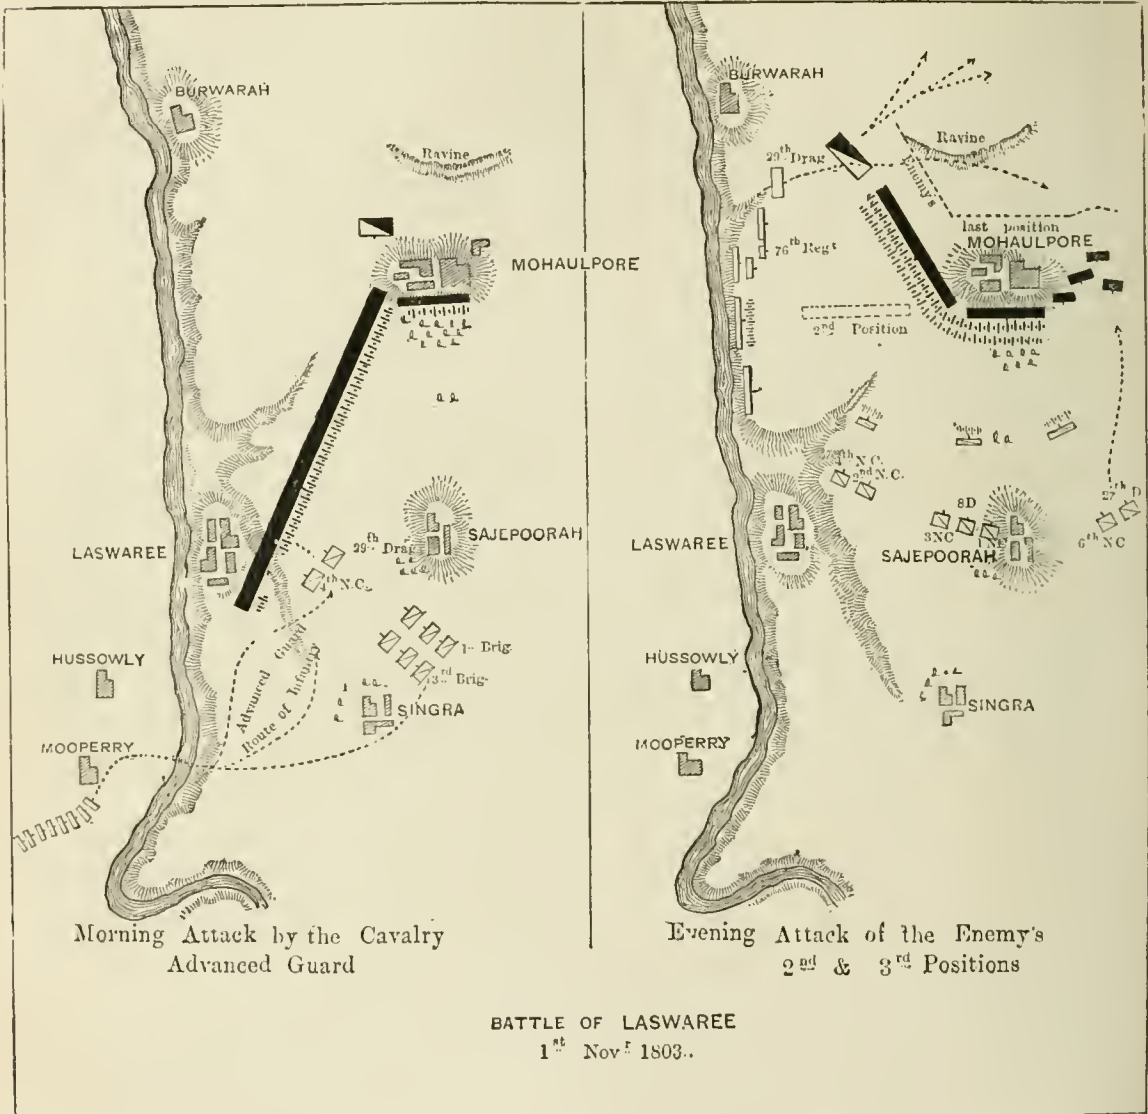 BURWARAH
Ravine
MOHAULPORE
LASWAREE
SAJEPOORAH
29th Drag
4th N.C.
1st Brig.
3rd Brig.
HUSSOWLY
Advanced Guard
Route of Infantry
SINGRA
MOOPERRY
Morning Attack by the Cavalry
Advanced Guard
BURWARAH
29th Drag
Ravine
Enemys
last position
76th Regt
MOHAULPORE
2nd Position
4th N.C.
2nd N.C.
8D
27th D
3NC
6th NC
LASWAREE
SAJEPOORAH
HUSSOWLY
SINGRA
MOOPERRY
Evening Attack of the Enemy's
2nd & 3rd Positions
BATTLE OF LASWAREE
1st Novr 1803.